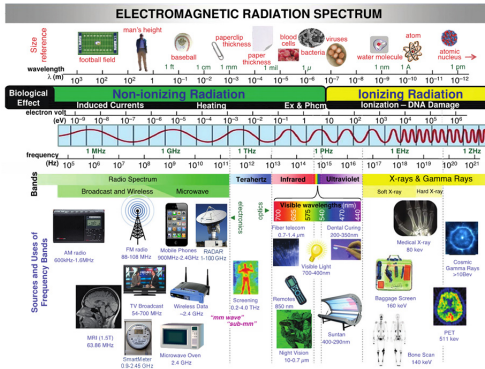 ELECTROMAGNETIC RADIATION SPECTRUM
Size reference
football field
man's height
baseball
paperclip thickness
paper thickness
blood cells
bacteria
viruses
water molecule
atom
atomic nucleus
wavelength
1 ft 1 cm 1 mm 1 mil 1 µ 1 nm 1 Å 1 pm
λ (m)
10³ 10² 10¹ 1 10⁻¹ 10⁻² 10⁻³ 10⁻⁴ 10⁻⁵ 10⁻⁶ 10⁻⁷ 10⁻⁸ 10⁻⁹ 10⁻¹⁰ 10⁻¹¹ 10⁻¹²
Biological Effect
Non-ionizing Radiation
Ionizing Radiation
Induced Currents Heating Ex & Phcm Ionization – DNA Damage
electron volt
(eV)
frequency
1 MHz 1 GHz 1 THz 1 PHz 1 EHz 1 ZHz
(Hz)
Bands
Radio Spectrum
Broadcast and Wireless
Microwave
Terahertz
Infrared
Ultraviolet
X-rays & Gamma Rays
Soft X-ray
Hard X-ray
electronics
optics
Visible wavelengths (nm)
Sources and Uses of Frequency Bands
AM radio
600kHz-1.6MHz
FM radio
88-108 MHz
Mobile Phones
900MHz-2.4GHz
RADAR
1-100 GHz
TV Broadcast
54-700 MHz
Wireless Data
~2.4 GHz
MRI (1.5T)
63.86 MHz
SmarMeter
0.9-2.45 GHz
Microwave Oven
2.4 GHz
Screening
0.2-4.0 THz
"mm wave"
"sub-mm"
Fiber telecom
0.7-1.4 µm
Dental Curing
200-350nm
Visible Light
700-400nm
Remotes
850 nm
Night Vision
10-0.7 µm
Suntan
400-290nm
Medical X-ray
80 kev
Baggage Screen
160 keV
Bone Scan
140 keV
Cosmic Gamma Rays
PET
511 keV